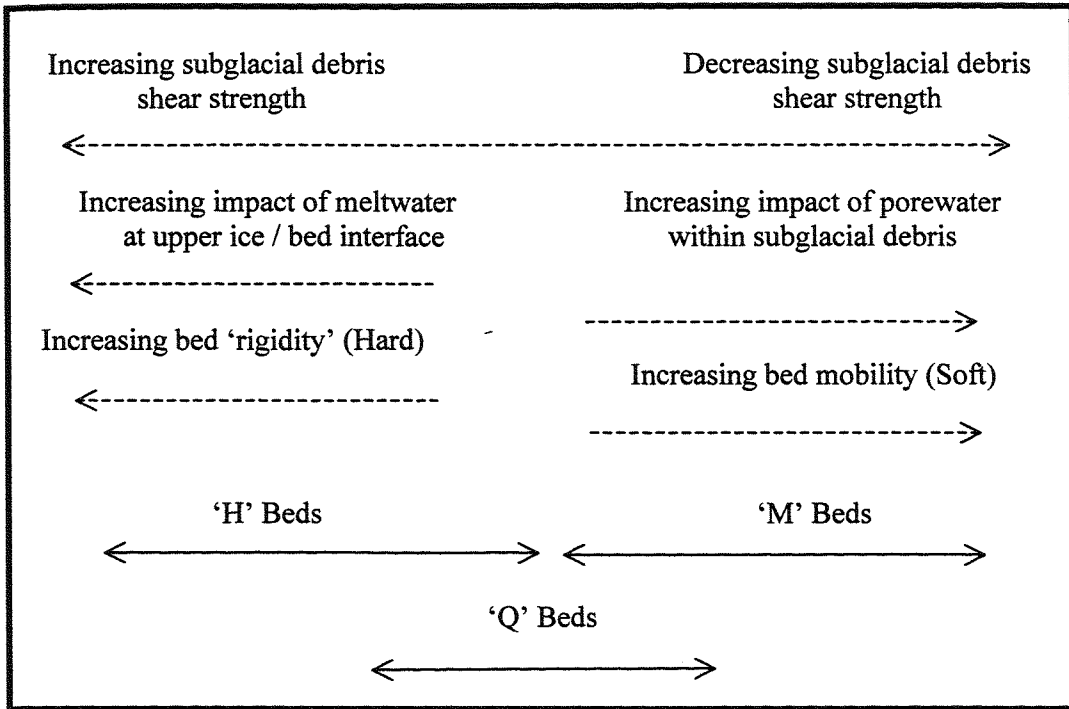 Increasing subglacial debris
shear strength
Decreasing subglacial debris
shear strength
Increasing impact of meltwater
at upper ice / bed interface
Increasing impact of porewater
within subglacial debris
Increasing bed ‘rigidity’ (Hard)
Increasing bed mobility (Soft)
‘H’ Beds
‘M’ Beds
‘Q’ Beds